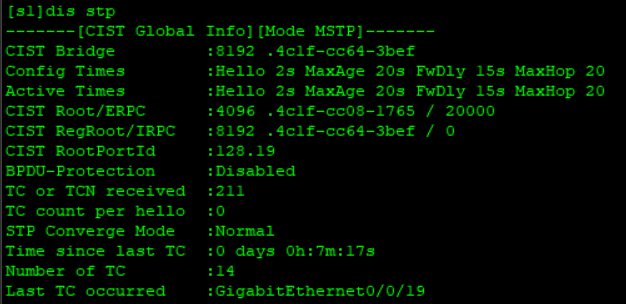 [sl]dis stp
-------[CIST Global Info][Mode MSTP]-------
CIST Bridge         :8192 .4c1f-cc64-3bef
Config Times        :Hello 2s MaxAge 20s FwDly 15s MaxHop 20
Active Times        :Hello 2s MaxAge 20s FwDly 15s MaxHop 20
CIST Root/ERPC      :4096 .4c1f-cc08-1765 / 20000
CIST RegRoot/IRPC   :8192 .4c1f-cc64-3bef / 0
CIST RootPortId     :128.19
BPDU-Protection     :Disabled
TC or TCN received  :211
TC count per hello  :0
STP Converge Mode   :Normal
Time since last TC  :0 days 0h:7m:17s
Number of TC        :14
Last TC occurred    :GigabitEthernet0/0/19